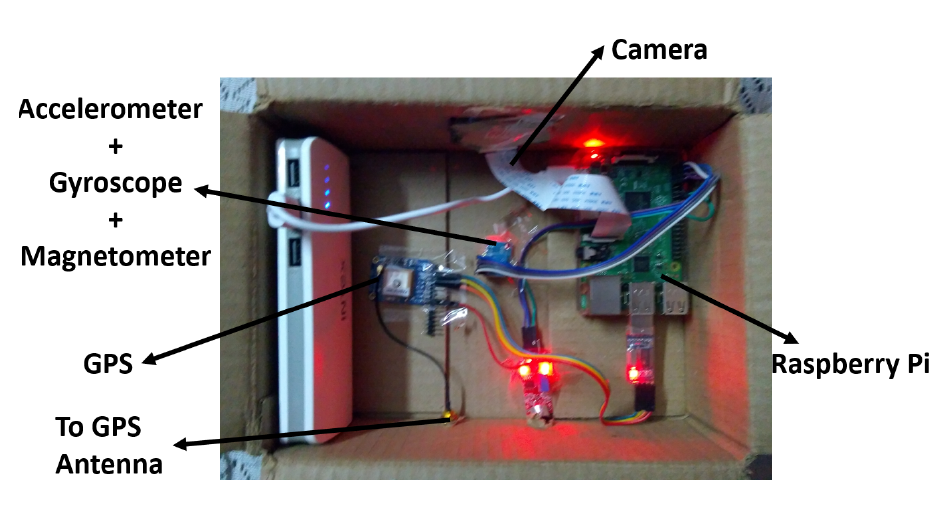 Camera
Accelerometer
+
Gyroscope
+
Magnetometer
GPS
Raspberry Pi
To GPS
Antenna